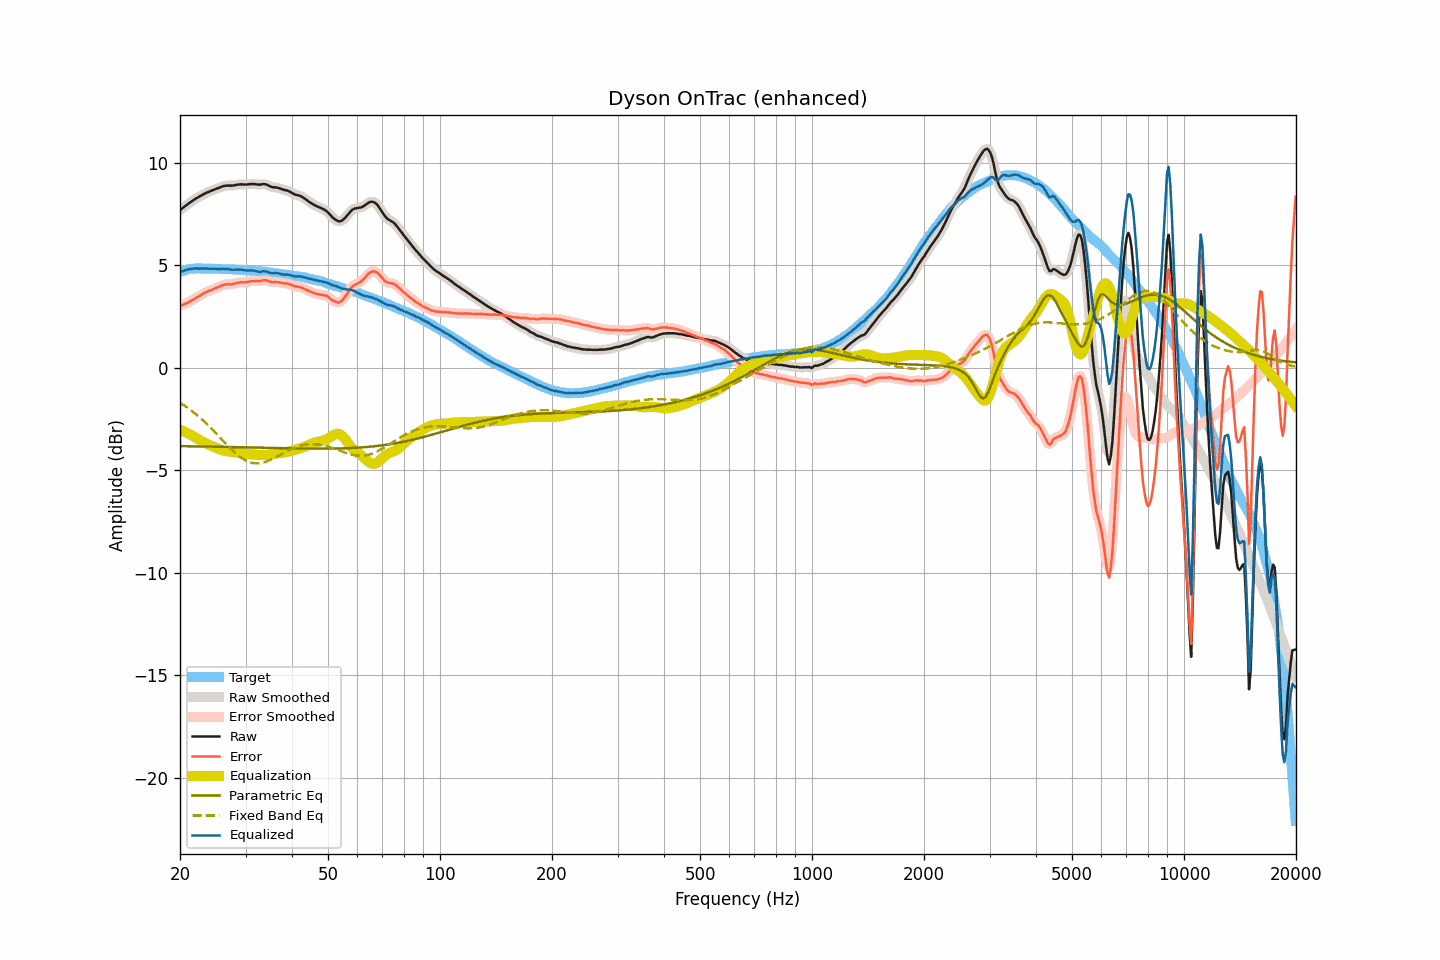 Dyson OnTrac (enhanced)
10
5
0
−5
−10
−15
−20
Amplitude (dBr)
Target
Raw Smoothed
Error Smoothed
Raw
Error
Equalization
Parametric Eq
Fixed Band Eq
Equalized
20 50 100 200 500 1000 2000 5000 10000 20000
Frequency (Hz)